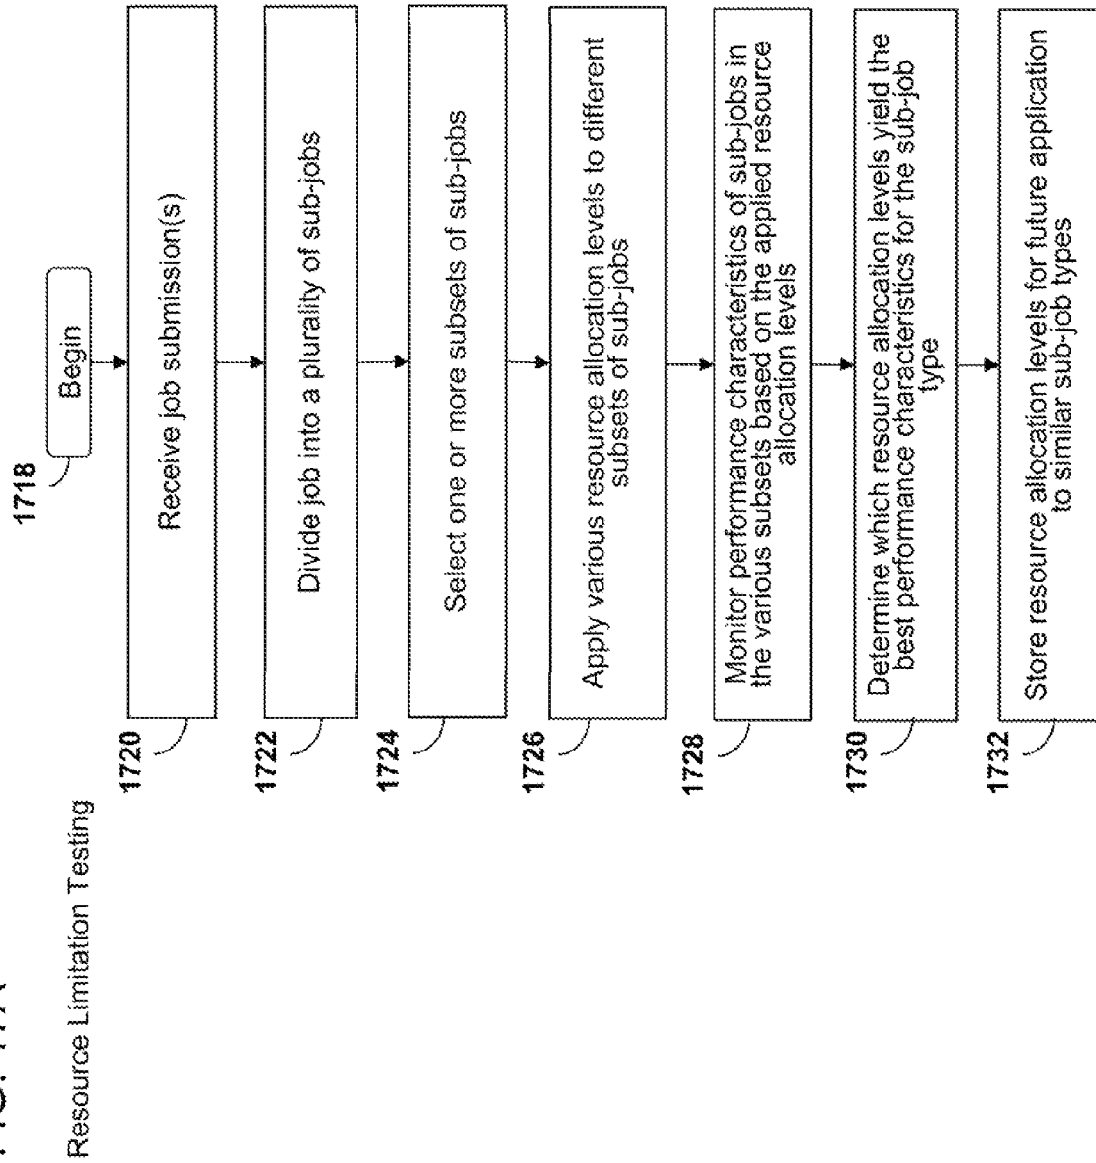 Resource Limitation Testing
1718
Begin
1720
Receive job submission(s)
1722
Divide job into a plurality of sub-jobs
1724
Select one or more subsets of sub-jobs
1726
Apply various resource allocation levels to different
subsets of sub-jobs
1728
Monitor performance characteristics of sub-jobs in
the various subsets based on the applied resource
allocation levels
1730
Determine which resource allocation levels yield the
best performance characteristics for the sub-job
type
1732
Store resource allocation levels for future application
to similar sub-job types